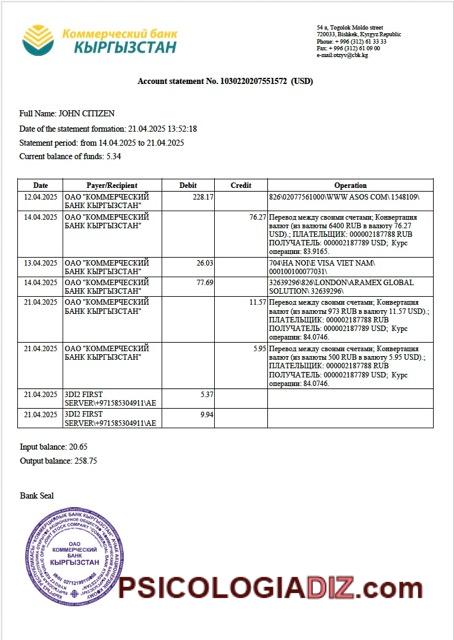 Коммерческий банк
КЫРГЫЗСТАН
54 a, Togolok Moldo street
720033, Bishkek, Kyrgyz Republic
Phone: + 996 (312) 61 33 33
Fax: + 996 (312) 61 09 00
e-mail:otzyv@cbk.kg
Account statement No. 1030220207551572 (USD)
Full Name: JOHN CITIZEN
Date of the statement formation: 21.04.2025 13:52:18
Statement period: from 14.04.2025 to 21.04.2025
Current balance of funds: 5.34
Date Payer/Recipient Debit Credit Operation
12.04.2025 ОАО "КОММЕРЧЕСКИЙ 228.17 826\02077561000\WWW ASOS COM\1548109\
БАНК КЫРГЫЗСТАН"
14.04.2025 ОАО "КОММЕРЧЕСКИЙ 76.27 Перевод между своими счетами; Конвертация
БАНК КЫРГЫЗСТАН" валют (из валюты 6400 RUB в валюту 76.27
USD).; ПЛАТЕЛЬЩИК: 000002187788 RUB
ПОЛУЧАТЕЛЬ: 000002187789 USD; Курс
операции: 83.9165.
13.04.2025 ОАО "КОММЕРЧЕСКИЙ 26.03 704\HA NOI\E VISA VIET NAM\
БАНК КЫРГЫЗСТАН" 000100100077031\
14.04.2025 ОАО "КОММЕРЧЕСКИЙ 77.69 32639296\826\LONDON\ARAMEX GLOBAL
БАНК КЫРГЫЗСТАН" SOLUTION\ 32639296\
21.04.2025 ОАО "КОММЕРЧЕСКИЙ 11.57 Перевод между своими счетами; Конвертация
БАНК КЫРГЫЗСТАН" валют (из валюты 973 RUB в валюту 11.57 USD).;
ПЛАТЕЛЬЩИК: 000002187788 RUB
ПОЛУЧАТЕЛЬ: 000002187789 USD; Курс
операции: 84.0746.
21.04.2025 ОАО "КОММЕРЧЕСКИЙ 5.95 Перевод между своими счетами; Конвертация
БАНК КЫРГЫЗСТАН" валют (из валюты 500 RUB в валюту 5.95 USD).;
ПЛАТЕЛЬЩИК: 000002187788 RUB
ПОЛУЧАТЕЛЬ: 000002187789 USD; Курс
операции: 84.0746.
21.04.2025 3DI2 FIRST 5.37
SERVER\+971585304911\AE
21.04.2025 3DI2 FIRST 9.94
SERVER\+971585304911\AE
Input balance: 20.65
Output balance: 258.75
Bank Seal
ОАО
КОММЕРЧЕСКИЙ
БАНК
КЫРГЫЗСТАН
PSICOLOGIADIZ.com